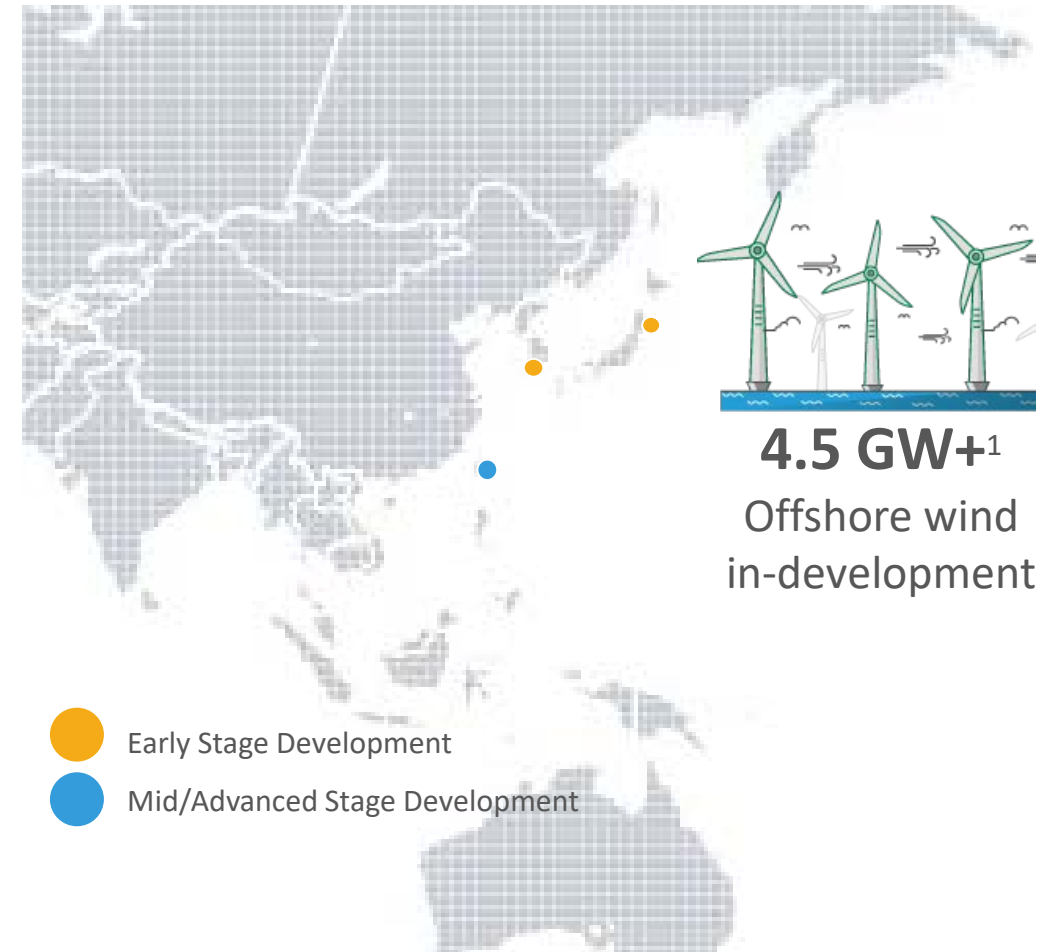 4.5 GW+1
Offshore wind
in-development
Early Stage Development
Mid/Advanced Stage Development